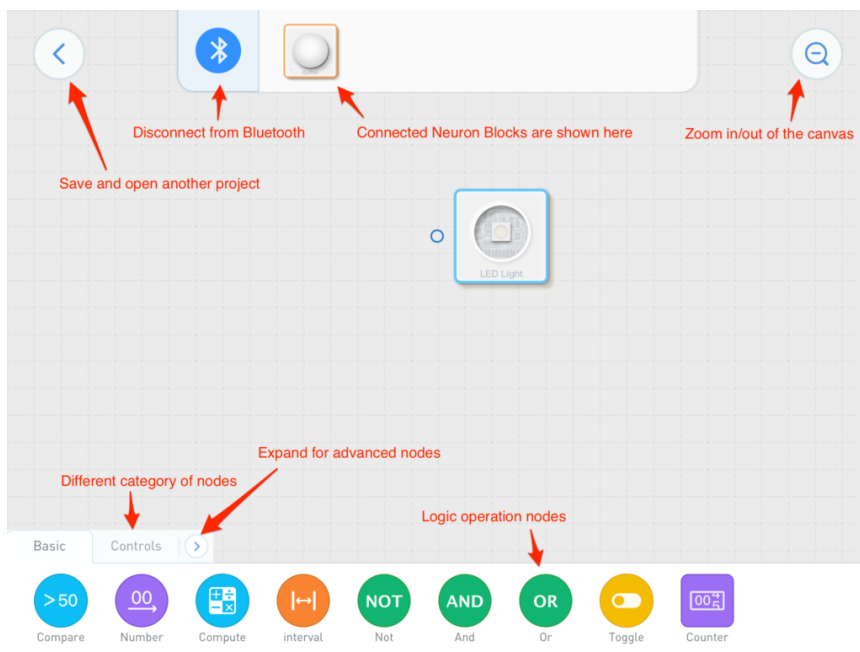 Disconnect from Bluetooth
Connected Neuron Blocks are shown here
Zoom in/out of the canvas
Save and open another project
LED Light
Expand for advanced nodes
Different category of nodes
Logic operation nodes
Basic
Controls
>50
00
NOT
AND
OR
Compare
Number
Compute
interval
Not
And
Or
Toggle
Counter